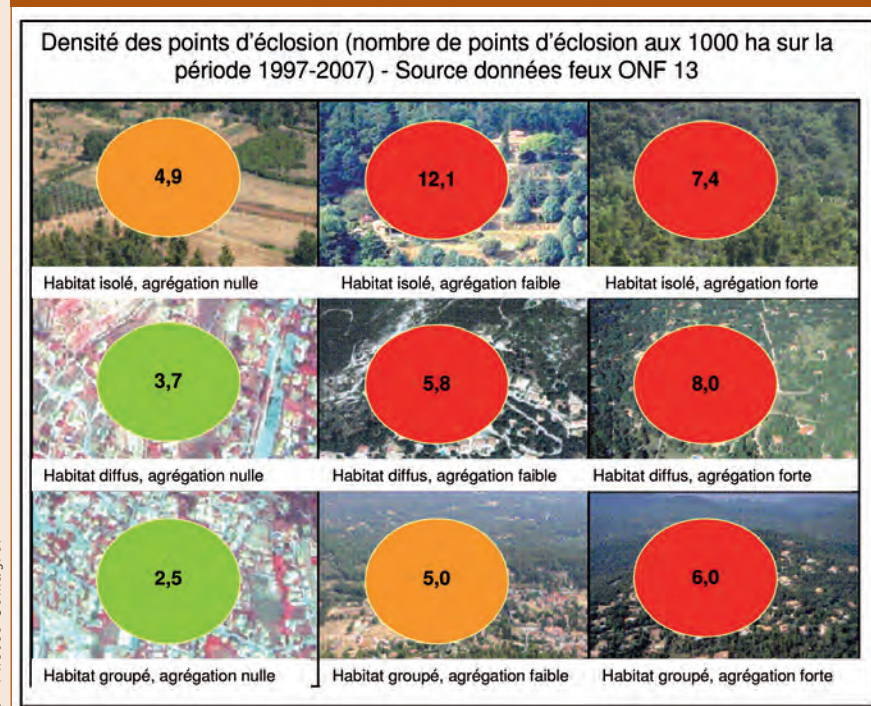 Densité des points d'éclosion (nombre de points d'éclosion aux 1000 ha sur la
période 1997-2007) - Source données feux ONF 13
4,9
12,1
7,4
Habitat isolé, agrégation nulle
Habitat isolé, agrégation faible
Habitat isolé, agrégation forte
3,7
5,8
8,0
Habitat diffus, agrégation nulle
Habitat diffus, agrégation faible
Habitat diffus, agrégation forte
2,5
5,0
6,0
Habitat groupé, agrégation nulle
Habitat groupé, agrégation faible
Habitat groupé, agrégation forte